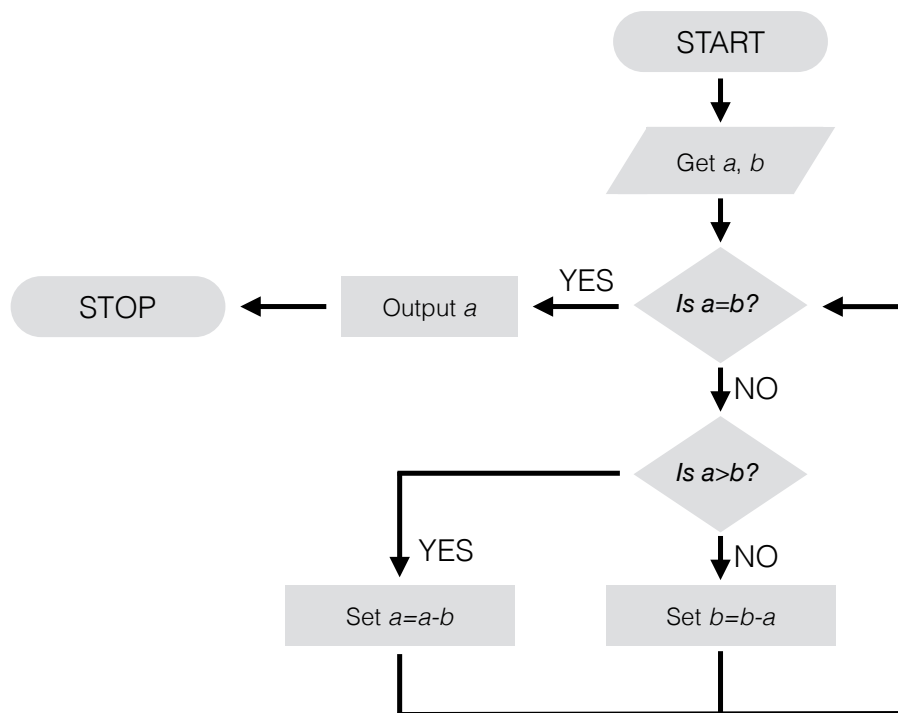 START
Get a, b
Is a=b?
YES
Output a
STOP
NO
Is a>b?
YES
NO
Set a=a-b
Set b=b-a